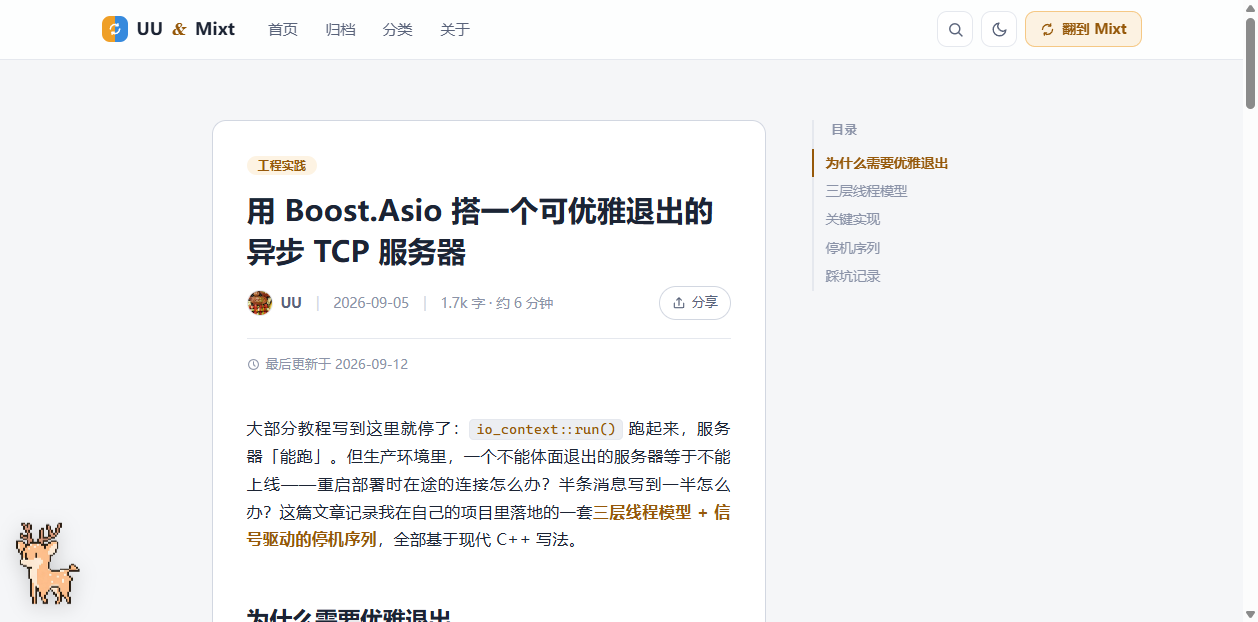 UU & Mixt
首页
归档
分类
关于
翻到 Mixt
工程实践
用 Boost.Asio 搭一个可优雅退出的
异步 TCP 服务器
UU | 2026-09-05 | 1.7k 字 · 约 6 分钟
分享
最后更新于 2026-09-12
大部分教程写到这里就停了： io_context::run() 跑起来，服务
器「能跑」。但生产环境里，一个不能体面退出的服务器等于不能
上线——重启部署时在途的连接怎么办？半条消息写到一半怎么
办？这篇文章记录我在自己的项目里落地的一套三层线程模型 + 信
号驱动的停机序列，全部基于现代 C++ 写法。
为什么需要优雅退出
目录
为什么需要优雅退出
三层线程模型
关键实现
停机序列
踩坑记录